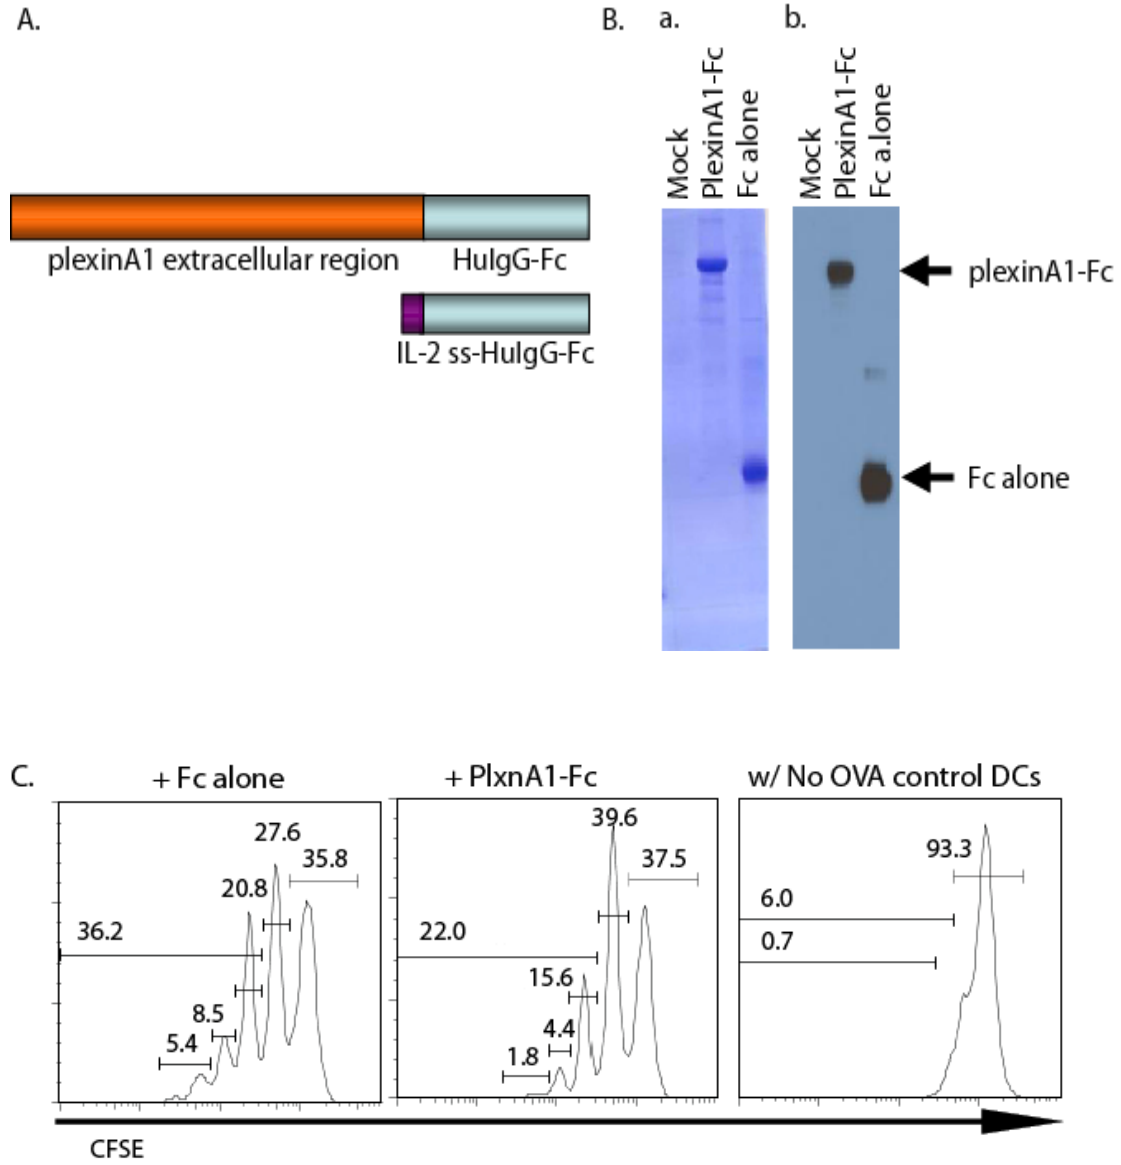 A.
plexinA1 extracellular region HuIgG-Fc
IL-2 ss-HuIgG-Fc
B. a. b.
Mock
PlexinA1-Fc
Fc alone
Mock
PlexinA1-Fc
Fc a.lone
plexinA1-Fc
Fc alone
C.
+ Fc alone
27.6
35.8
20.8
36.2
8.5
5.4
+ PlxnA1-Fc
39.6
37.5
22.0
15.6
4.4
1.8
w/ No OVA control DCs
93.3
6.0
0.7
CFSE